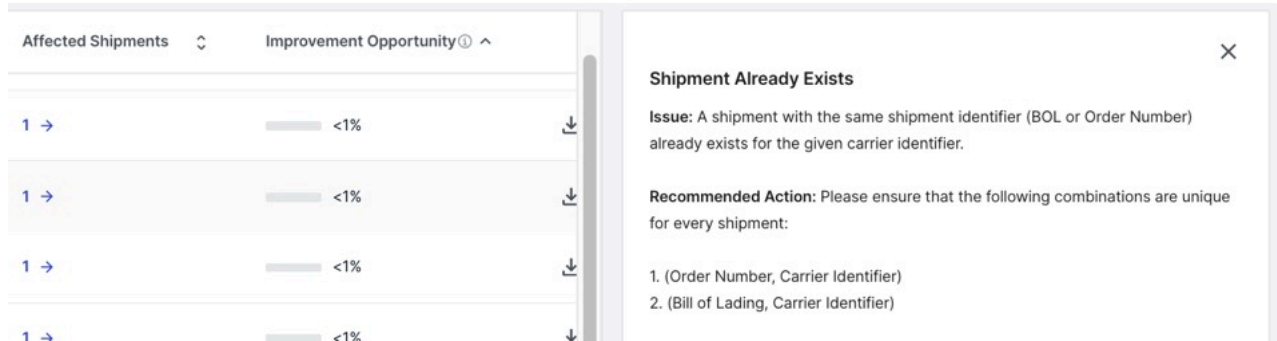 Affected Shipments Improvement Opportunity
1 → <1%
1 → <1%
1 → <1%
1 → <1%
Shipment Already Exists
Issue: A shipment with the same shipment identifier (BOL or Order Number)
already exists for the given carrier identifier.
Recommended Action: Please ensure that the following combinations are unique
for every shipment:
1. (Order Number, Carrier Identifier)
2. (Bill of Lading, Carrier Identifier)